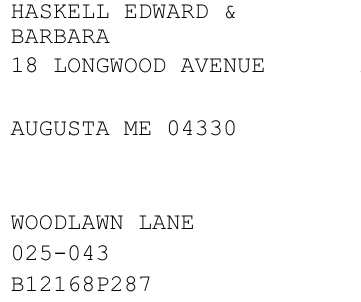 HASKELL EDWARD &
BARBARA
18 LONGWOOD AVENUE
AUGUSTA ME 04330
WOODLAWN LANE
025-043
B12168P287